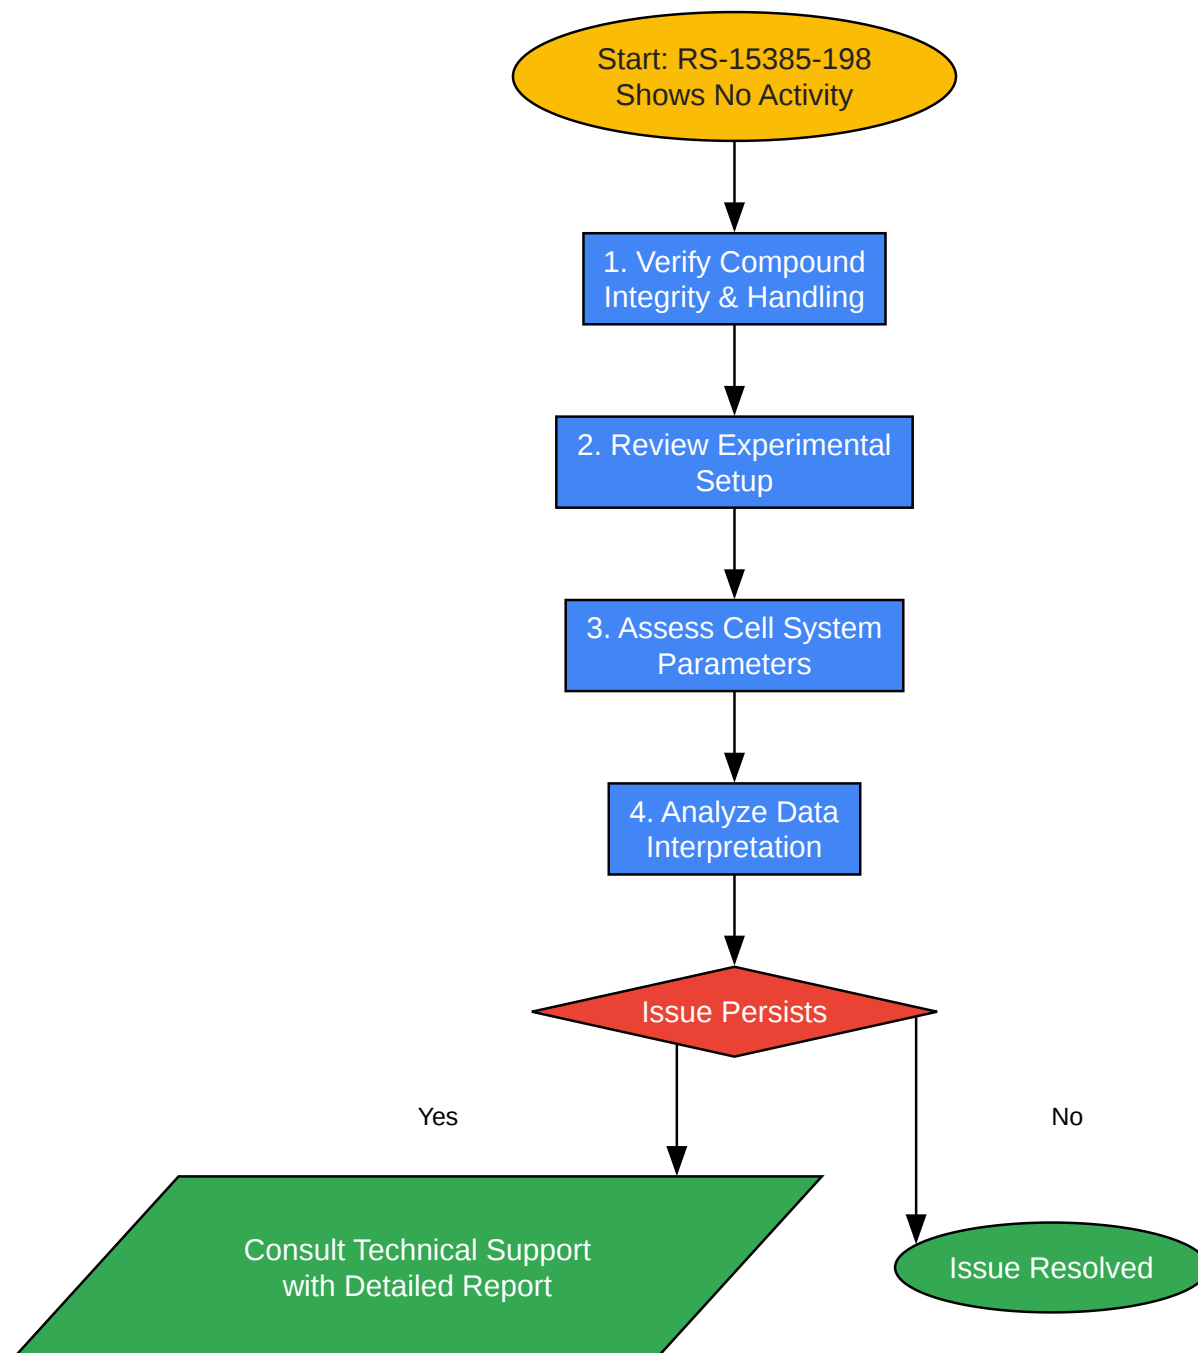 Start: RS-15385-198
Shows No Activity
1. Verify Compound
Integrity & Handling
2. Review Experimental
Setup
3. Assess Cell System
Parameters
4. Analyze Data
Interpretation
Issue Persists
Yes
No
Consult Technical Support
with Detailed Report
Issue Resolved